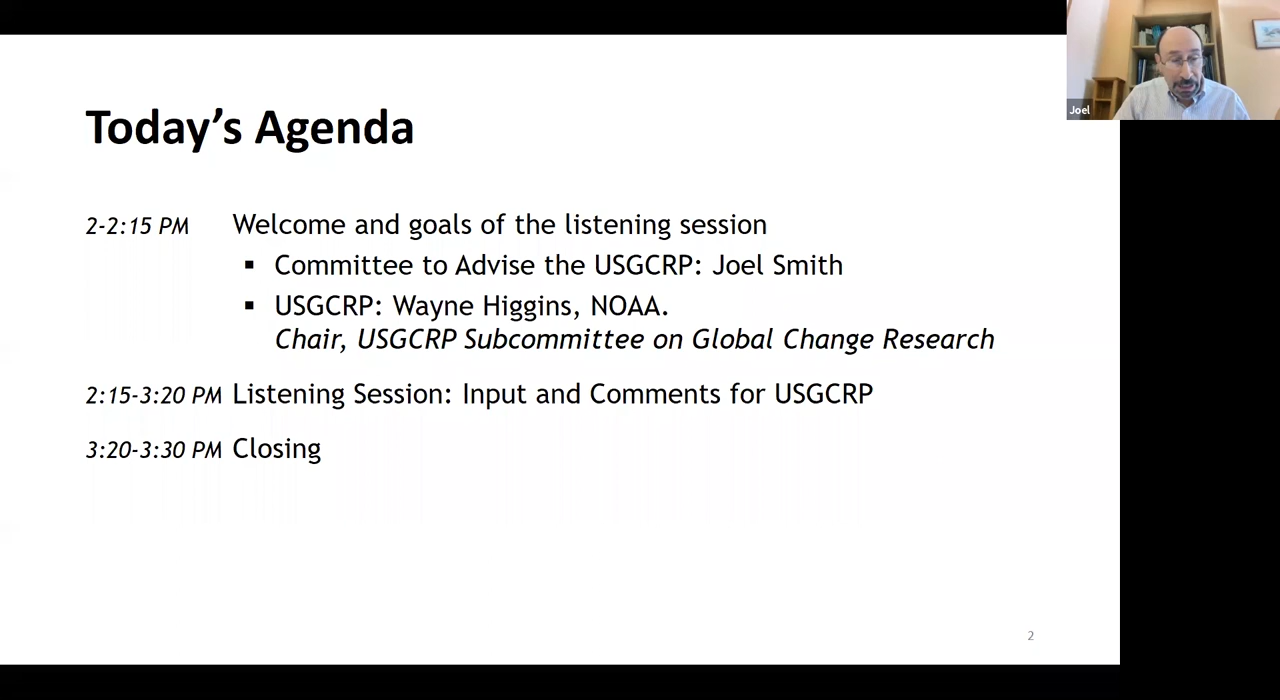 Today's Agenda
2-2:15 PM Welcome and goals of the listening session
▪ Committee to Advise the USGCRP: Joel Smith
▪ USGCRP: Wayne Higgins, NOAA.
Chair, USGCRP Subcommittee on Global Change Research
2:15-3:20 PM Listening Session: Input and Comments for USGCRP
3:20-3:30 PM Closing
2
Joel